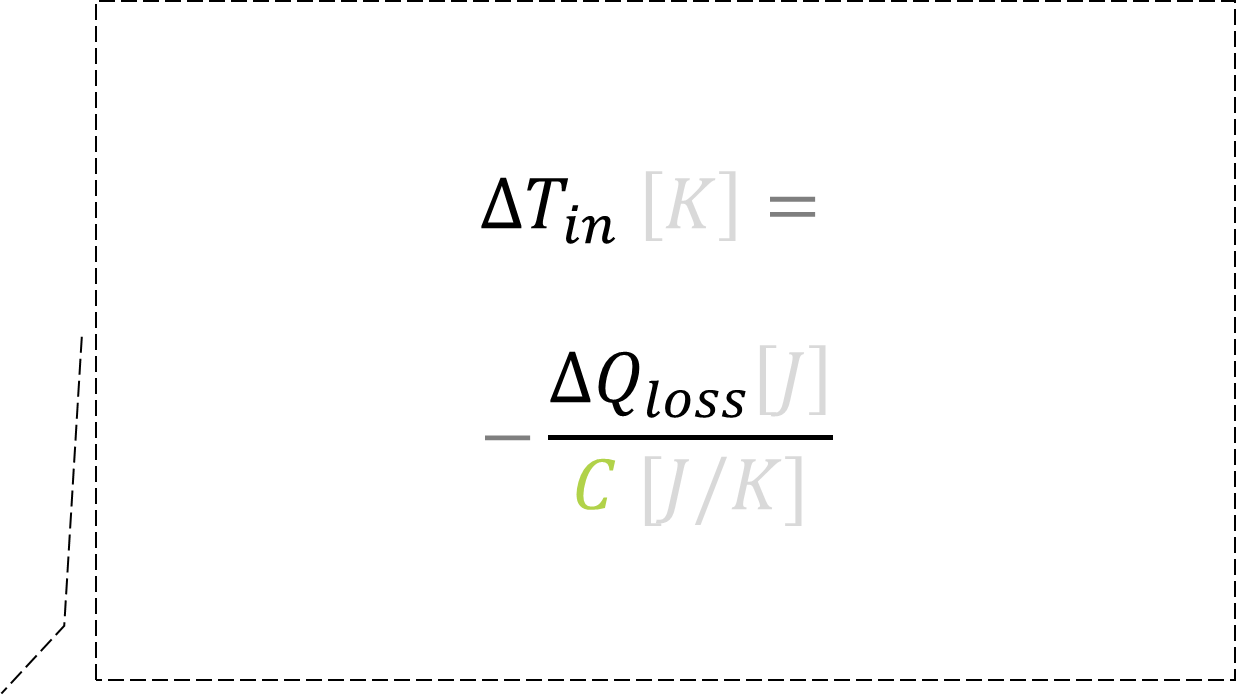 ΔT_in [K] =
− ΔQ_loss[J]
C [J/K]